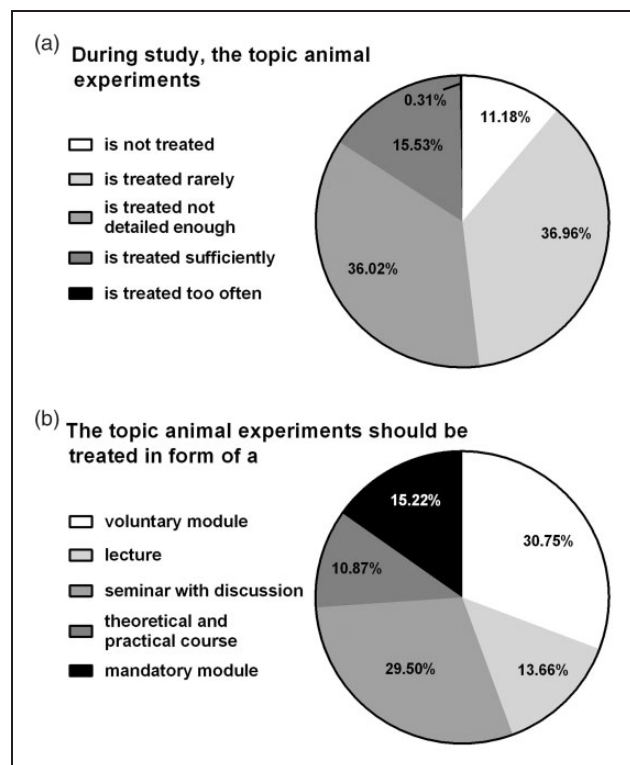 (a) During study, the topic animal
experiments
is not treated
is treated rarely
is treated not
detailed enough
is treated sufficiently
is treated too often
0.31%
11.18%
15.53%
36.96%
36.02%
(b) The topic animal experiments should be
treated in form of a
voluntary module
lecture
seminar with discussion
theoretical and
practical course
mandatory module
15.22%
30.75%
10.87%
29.50%
13.66%